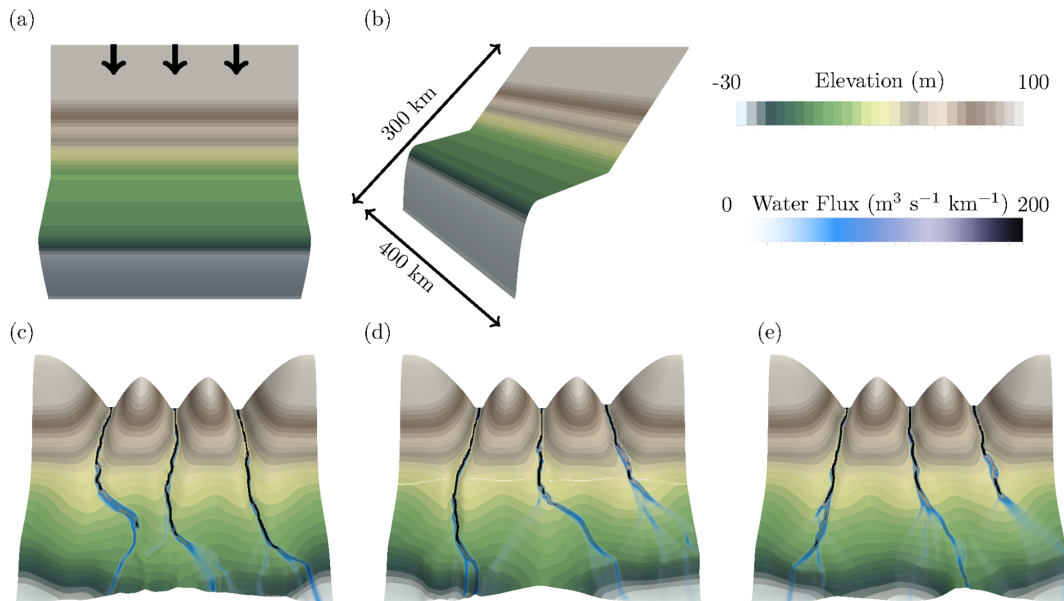 (a)
(b)
300 km
400 km
-30 Elevation (m) 100
0 Water Flux (m³ s⁻¹ km⁻¹) 200
(c)
(d)
(e)